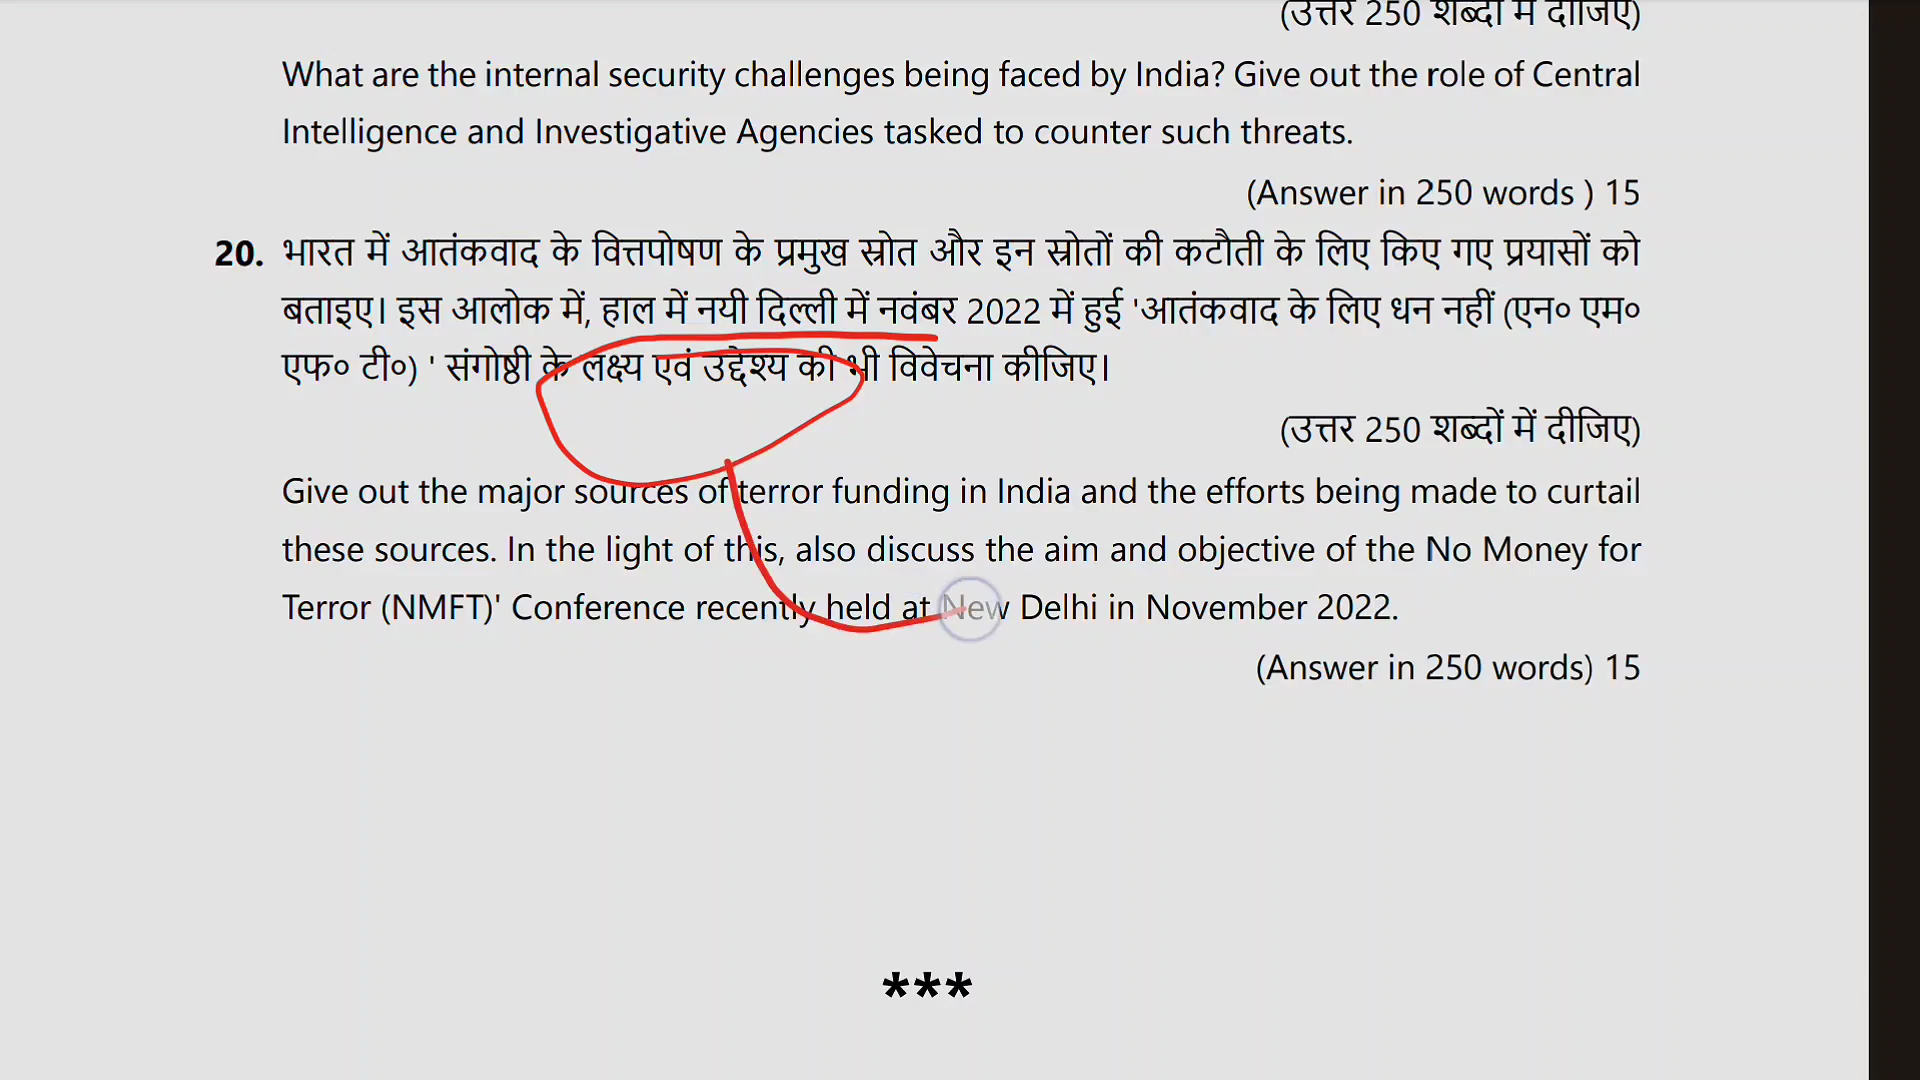 (उत्तर 250 शब्दों में दीजिए)
What are the internal security challenges being faced by India? Give out the role of Central
Intelligence and Investigative Agencies tasked to counter such threats.
(Answer in 250 words ) 15
20. भारत में आतंकवाद के वित्तपोषण के प्रमुख स्रोत और इन स्रोतों की कटौती के लिए किए गए प्रयासों को
बताइए। इस आलोक में, हाल में नयी दिल्ली में नवंबर 2022 में हुई 'आतंकवाद के लिए धन नहीं (एन० एम०
एफ० टी०) ' संगोष्ठी के लक्ष्य एवं उद्देश्य की भी विवेचना कीजिए।
(उत्तर 250 शब्दों में दीजिए)
Give out the major sources of terror funding in India and the efforts being made to curtail
these sources. In the light of this, also discuss the aim and objective of the No Money for
Terror (NMFT)' Conference recently held at New Delhi in November 2022.
(Answer in 250 words) 15
***